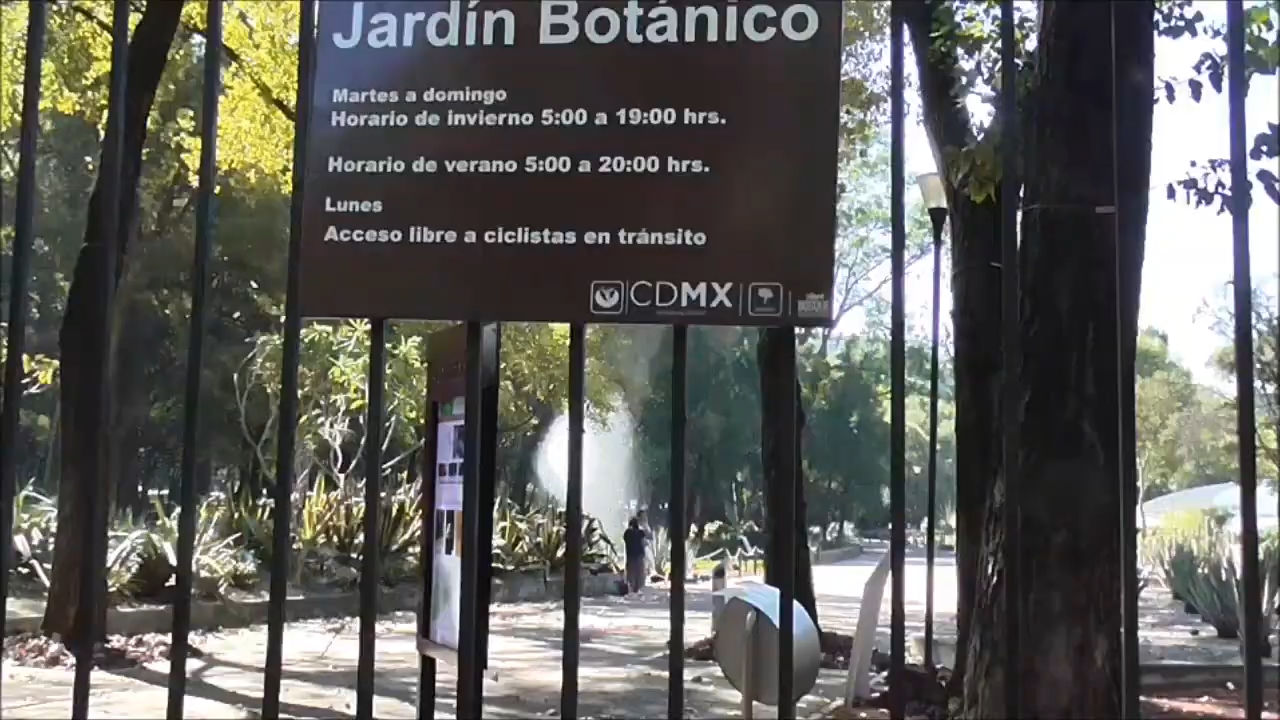 Jardín Botánico
Martes a domingo
Horario de invierno 5:00 a 19:00 hrs.
Horario de verano 5:00 a 20:00 hrs.
Lunes
Acceso libre a ciclistas en tránsito
CDMX